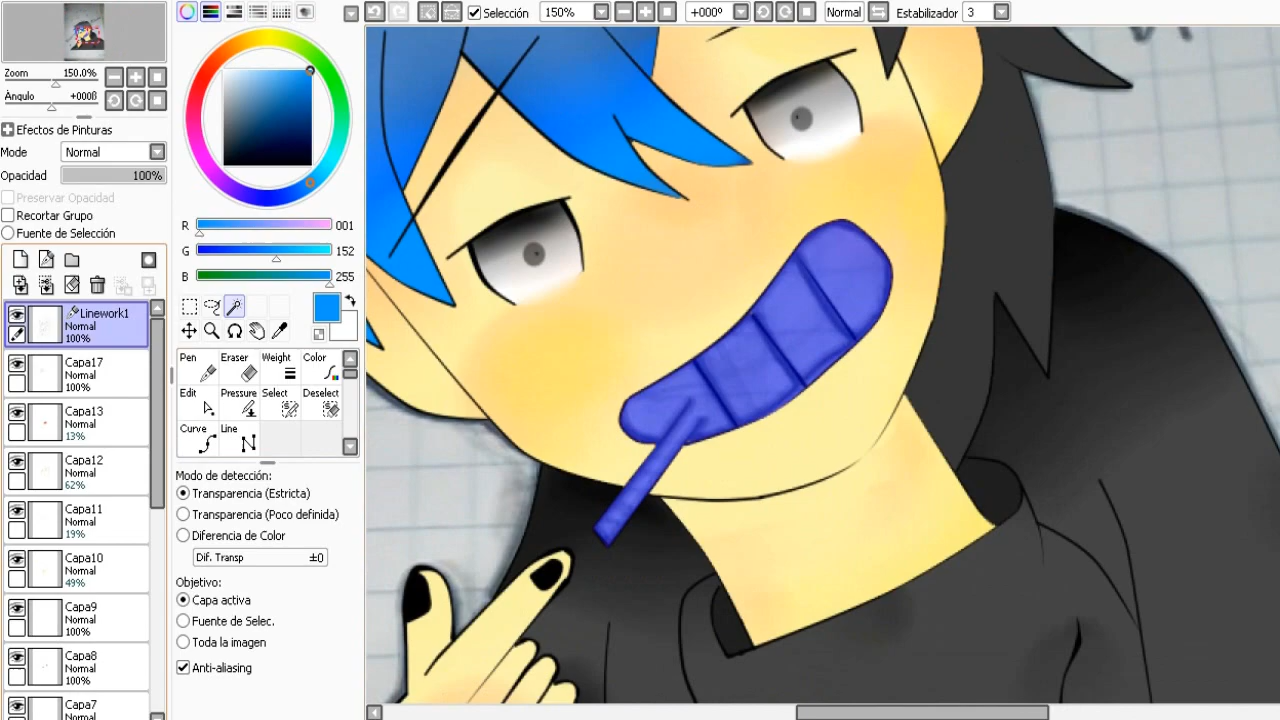 Selección
150%
+000º
Normal
Estabilizador
3
Zoom
150.0%
Ángulo
+000ß
Efectos de Pinturas
Mode
Normal
Opacidad
100%
Preservar Opacidad
Recortar Grupo
Fuente de Selección
Linework1
Normal
100%
Capa17
Normal
100%
Capa13
Normal
13%
Capa12
Normal
62%
Capa11
Normal
19%
Capa10
Normal
49%
Capa9
Normal
100%
Capa8
Normal
100%
Capa7
Normal
R
001
G
152
B
255
Pen
Eraser
Weight
Color
Edit
Pressure
Select
Deselect
Curve
Line
Modo de detección:
Transparencia (Estricta)
Transparencia (Poco definida)
Diferencia de Color
Dif. Transp
±0
Objetivo:
Capa activa
Fuente de Selec.
Toda la imagen
Anti-aliasing